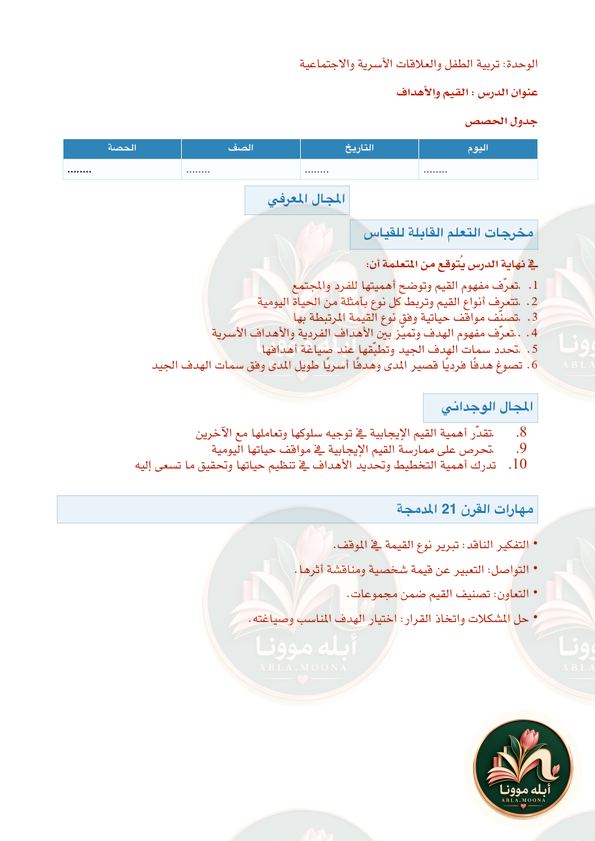 الوحدة: تربية الطفل والعلاقات الأسرية والاجتماعية
عنوان الدرس : القيم والأهداف
جدول الحصص
اليوم التاريخ الصف الحصة
........ ........ ........ ........
المجال المعرفي
مخرجات التعلم القابلة للقياس
في نهاية الدرس يُتوقع من المتعلمة أن:
1. .تعرّف مفهوم القيم وتوضح أهميتها للفرد والمجتمع
2. .تتعرف أنواع القيم وتربط كل نوع بأمثلة من الحياة اليومية
3. .تصنّف مواقف حياتية وفق نوع القيمة المرتبطة بها
4. ..تعرّف مفهوم الهدف وتميّز بين الأهداف الفردية والأهداف الأسرية
5. .تحدد سمات الهدف الجيد وتطبّقها عند صياغة أهدافها
6. تصوغ هدفًا فرديًا قصير المدى وهدفًا أسريًا طويل المدى وفق سمات الهدف الجيد
المجال الوجداني
8. .تقدّر أهمية القيم الإيجابية في توجيه سلوكها وتعاملها مع الآخرين
9. .تحرص على ممارسة القيم الإيجابية في مواقف حياتها اليومية
10. تدرك أهمية التخطيط وتحديد الأهداف في تنظيم حياتها وتحقيق ما تسعى إليه
مهارات القرن 21 المدمجة
• التفكير الناقد: تبرير نوع القيمة في الموقف.
• التواصل: التعبير عن قيمة شخصية ومناقشة أثرها.
• التعاون: تصنيف القيم ضمن مجموعات.
• حل المشكلات واتخاذ القرار: اختيار الهدف المناسب وصياغته.
أبله موونا
ABLA.MOONA
أبله موونا
ABLA.MOONA